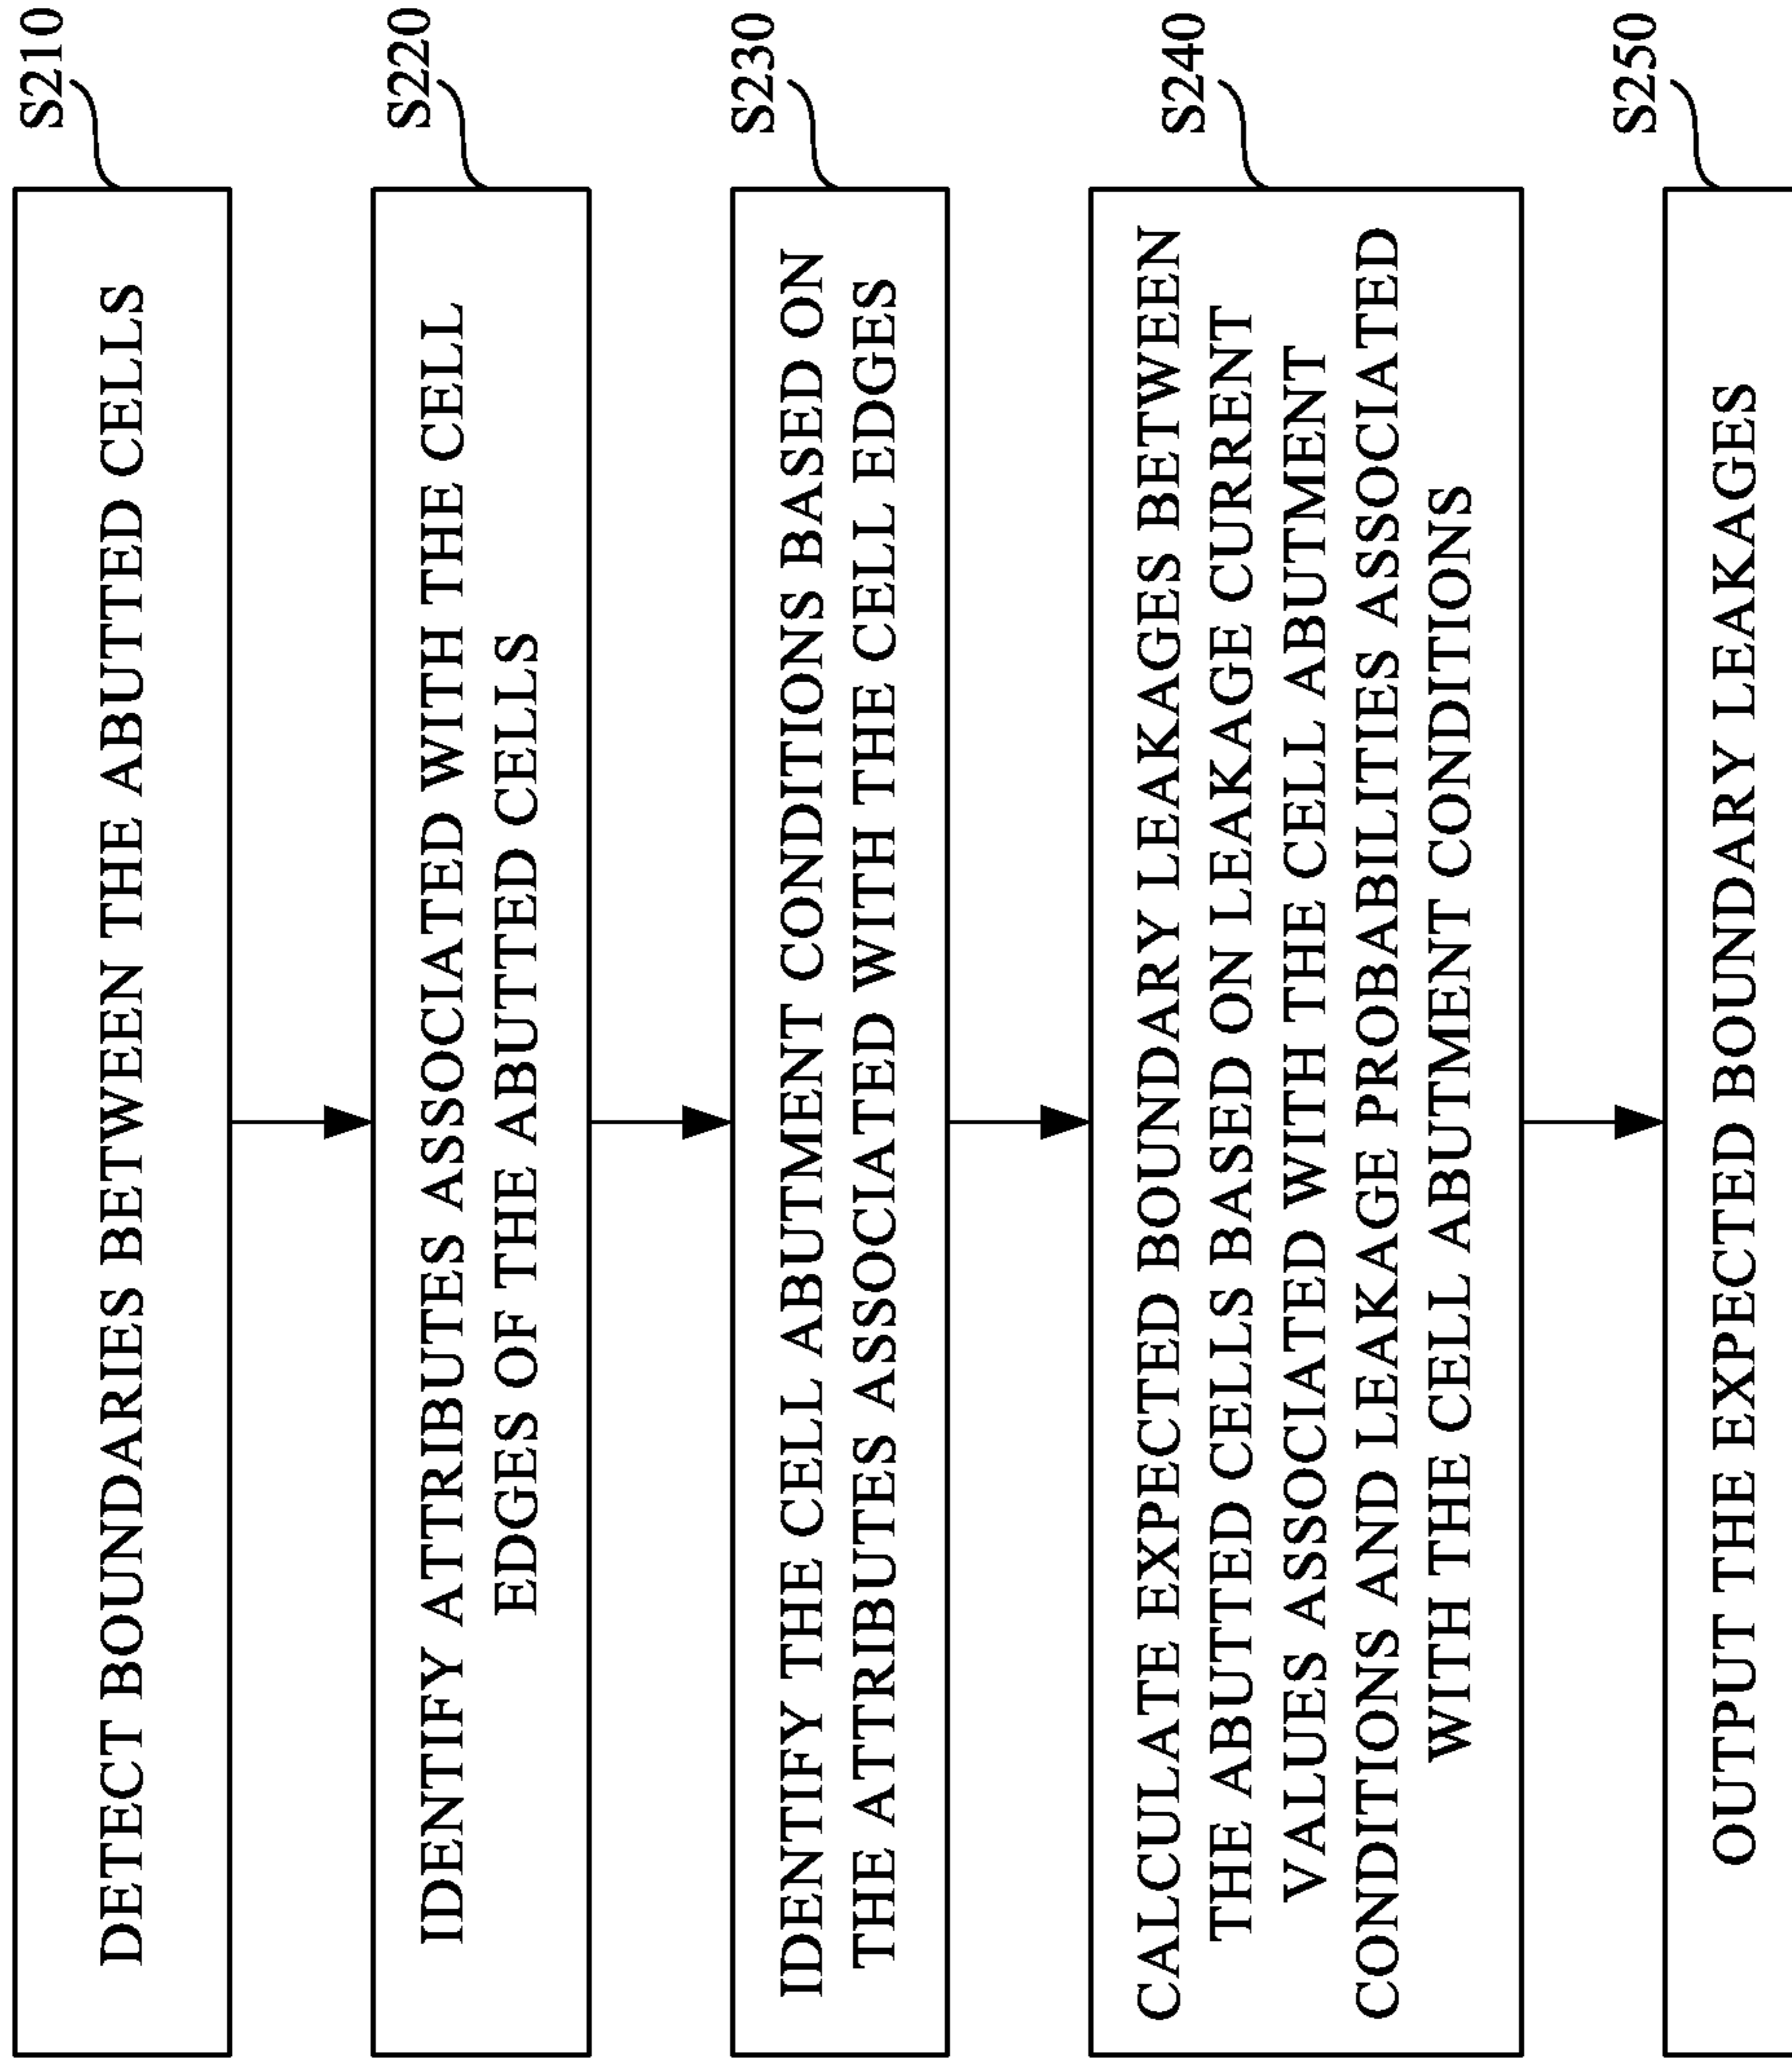 S210
DETECT BOUNDARIES BETWEEN THE ABUTTED CELLS
S220
IDENTIFY ATTRIBUTES ASSOCIATED WITH THE CELL
EDGES OF THE ABUTTED CELLS
S230
IDENTIFY THE CELL ABUTMENT CONDITIONS BASED ON
THE ATTRIBUTES ASSOCIATED WITH THE CELL EDGES
S240
CALCULATE EXPECTED BOUNDARY LEAKAGES BETWEEN
THE ABUTTED CELLS BASED ON LEAKAGE CURRENT
VALUES ASSOCIATED WITH THE CELL ABUTMENT
CONDITIONS AND LEAKAGE PROBABILITIES ASSOCIATED
WITH THE CELL ABUTMENT CONDITIONS
S250
OUTPUT THE EXPECTED BOUNDARY LEAKAGES